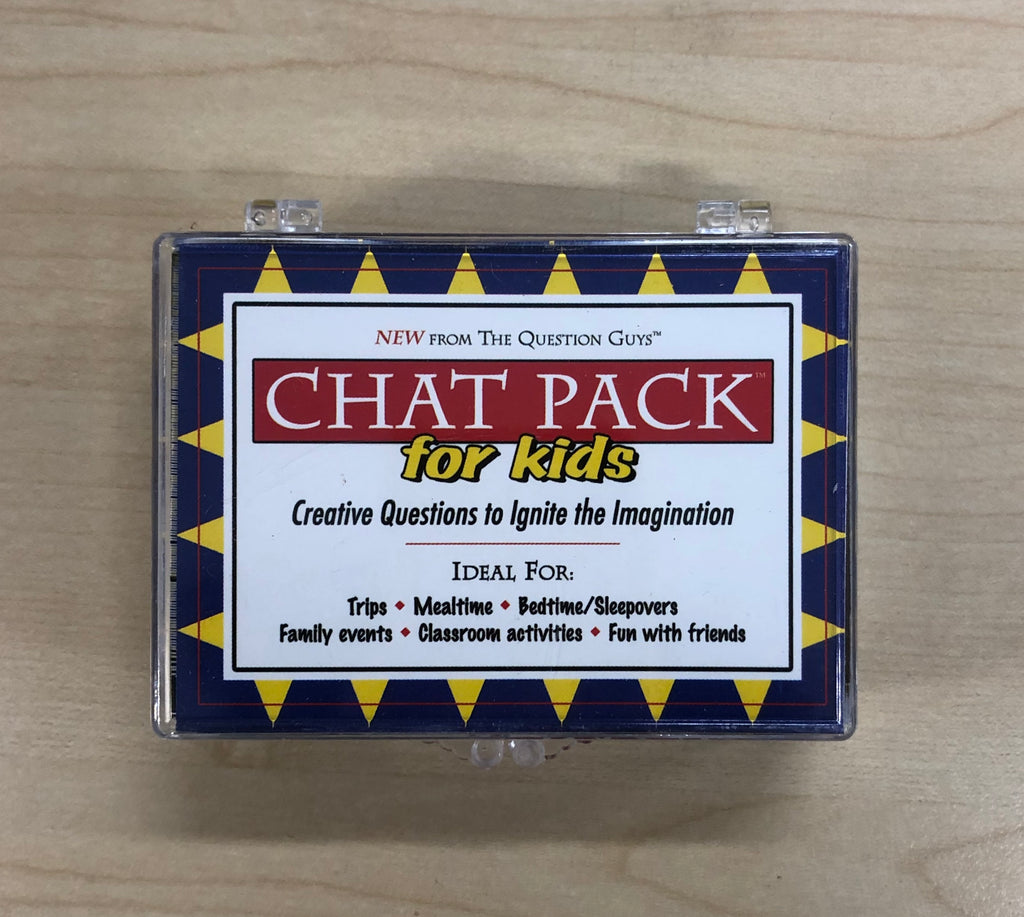 NEW FROM THE QUESTION GUYS™
CHAT PACK™
for kids
Creative Questions to Ignite the Imagination
IDEAL FOR:
Trips ♦ Mealtime ♦ Bedtime/Sleepovers
Family events ♦ Classroom activities ♦ Fun with friends